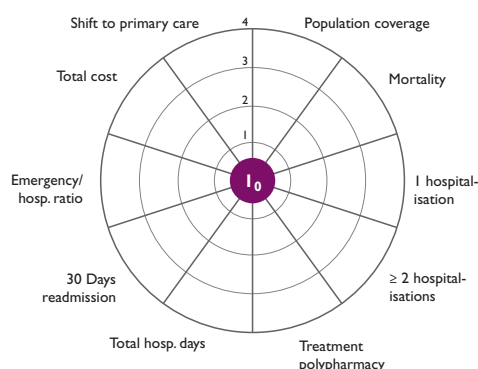 Shift to primary care
4
Population coverage
3
Total cost
Mortality
2
1
Emergency/
hosp. ratio
I0
1 hospital-
isation
30 Days
readmission
≥ 2 hospital-
isations
Total hosp. days
Treatment
polypharmacy